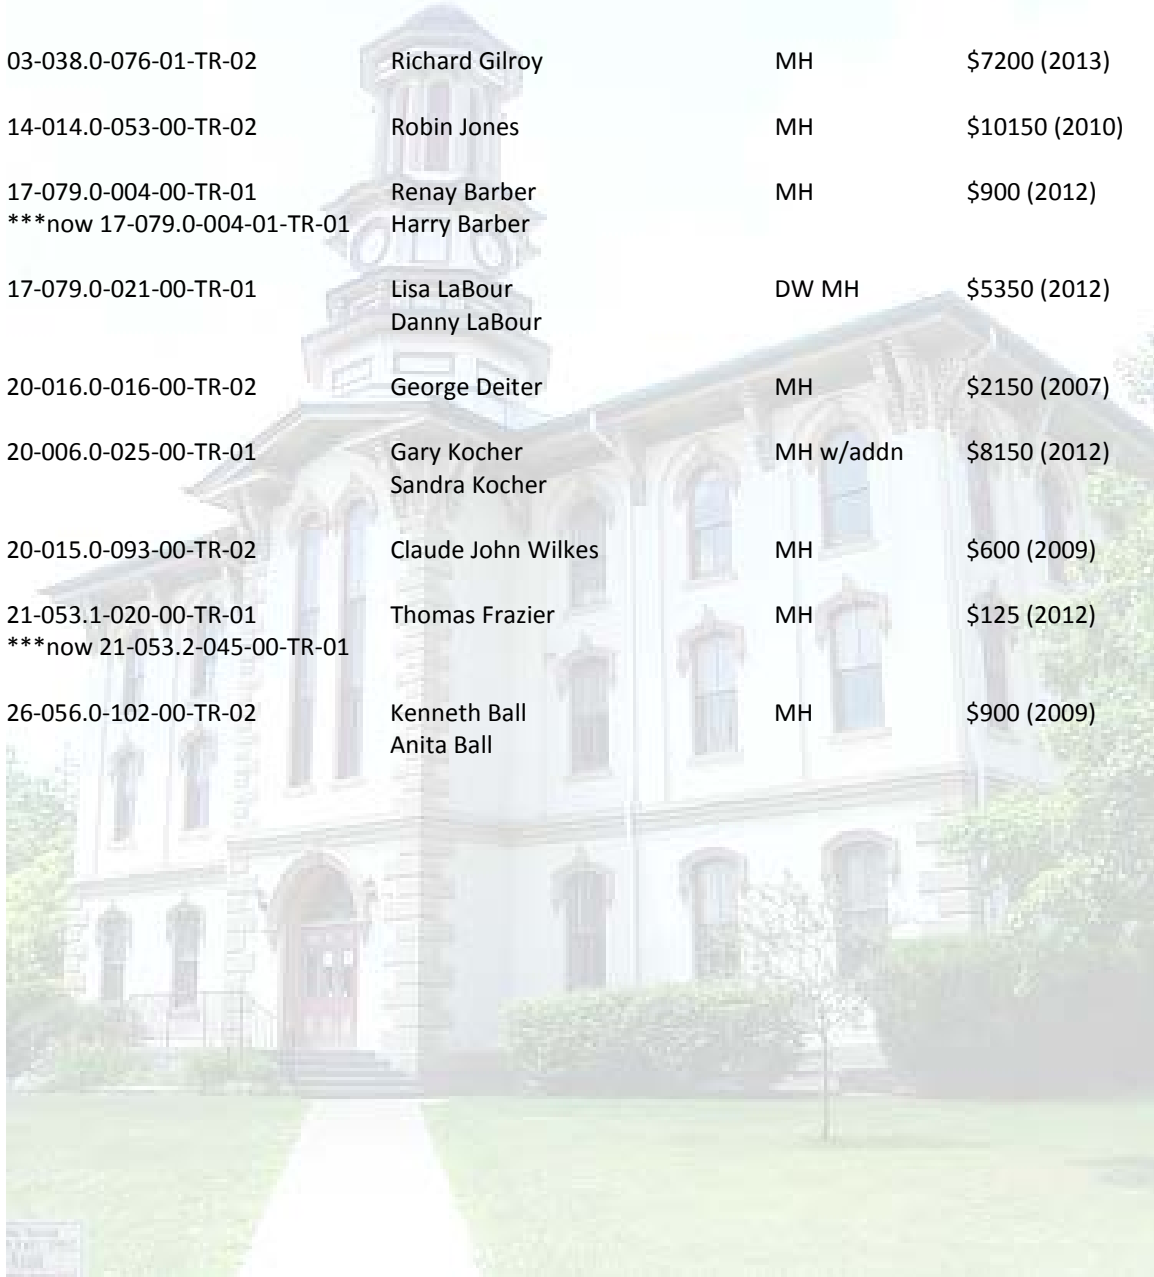 03-038.0-076-01-TR-02 Richard Gilroy MH $7200 (2013)
14-014.0-053-00-TR-02 Robin Jones MH $10150 (2010)
17-079.0-004-00-TR-01 Renay Barber MH $900 (2012)
***now 17-079.0-004-01-TR-01 Harry Barber
17-079.0-021-00-TR-01 Lisa LaBour DW MH $5350 (2012)
Danny LaBour
20-016.0-016-00-TR-02 George Deiter MH $2150 (2007)
20-006.0-025-00-TR-01 Gary Kocher MH w/addn $8150 (2012)
Sandra Kocher
20-015.0-093-00-TR-02 Claude John Wilkes MH $600 (2009)
21-053.1-020-00-TR-01 Thomas Frazier MH $125 (2012)
***now 21-053.2-045-00-TR-01
26-056.0-102-00-TR-02 Kenneth Ball MH $900 (2009)
Anita Ball